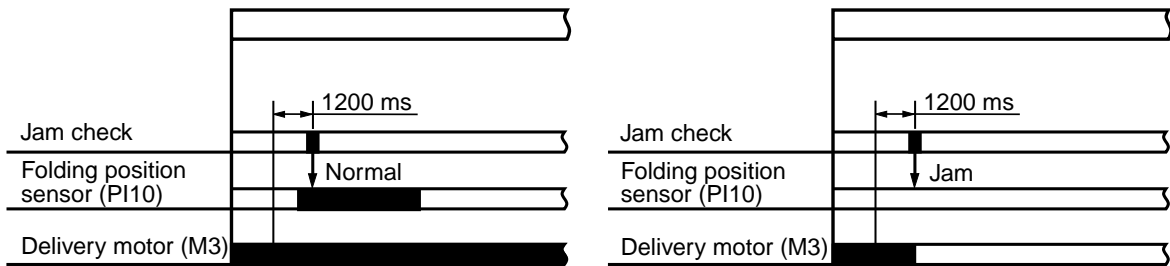 1200 ms
Jam check
Normal
Folding position
sensor (PI10)
Delivery motor (M3)
1200 ms
Jam check
Jam
Folding position
sensor (PI10)
Delivery motor (M3)